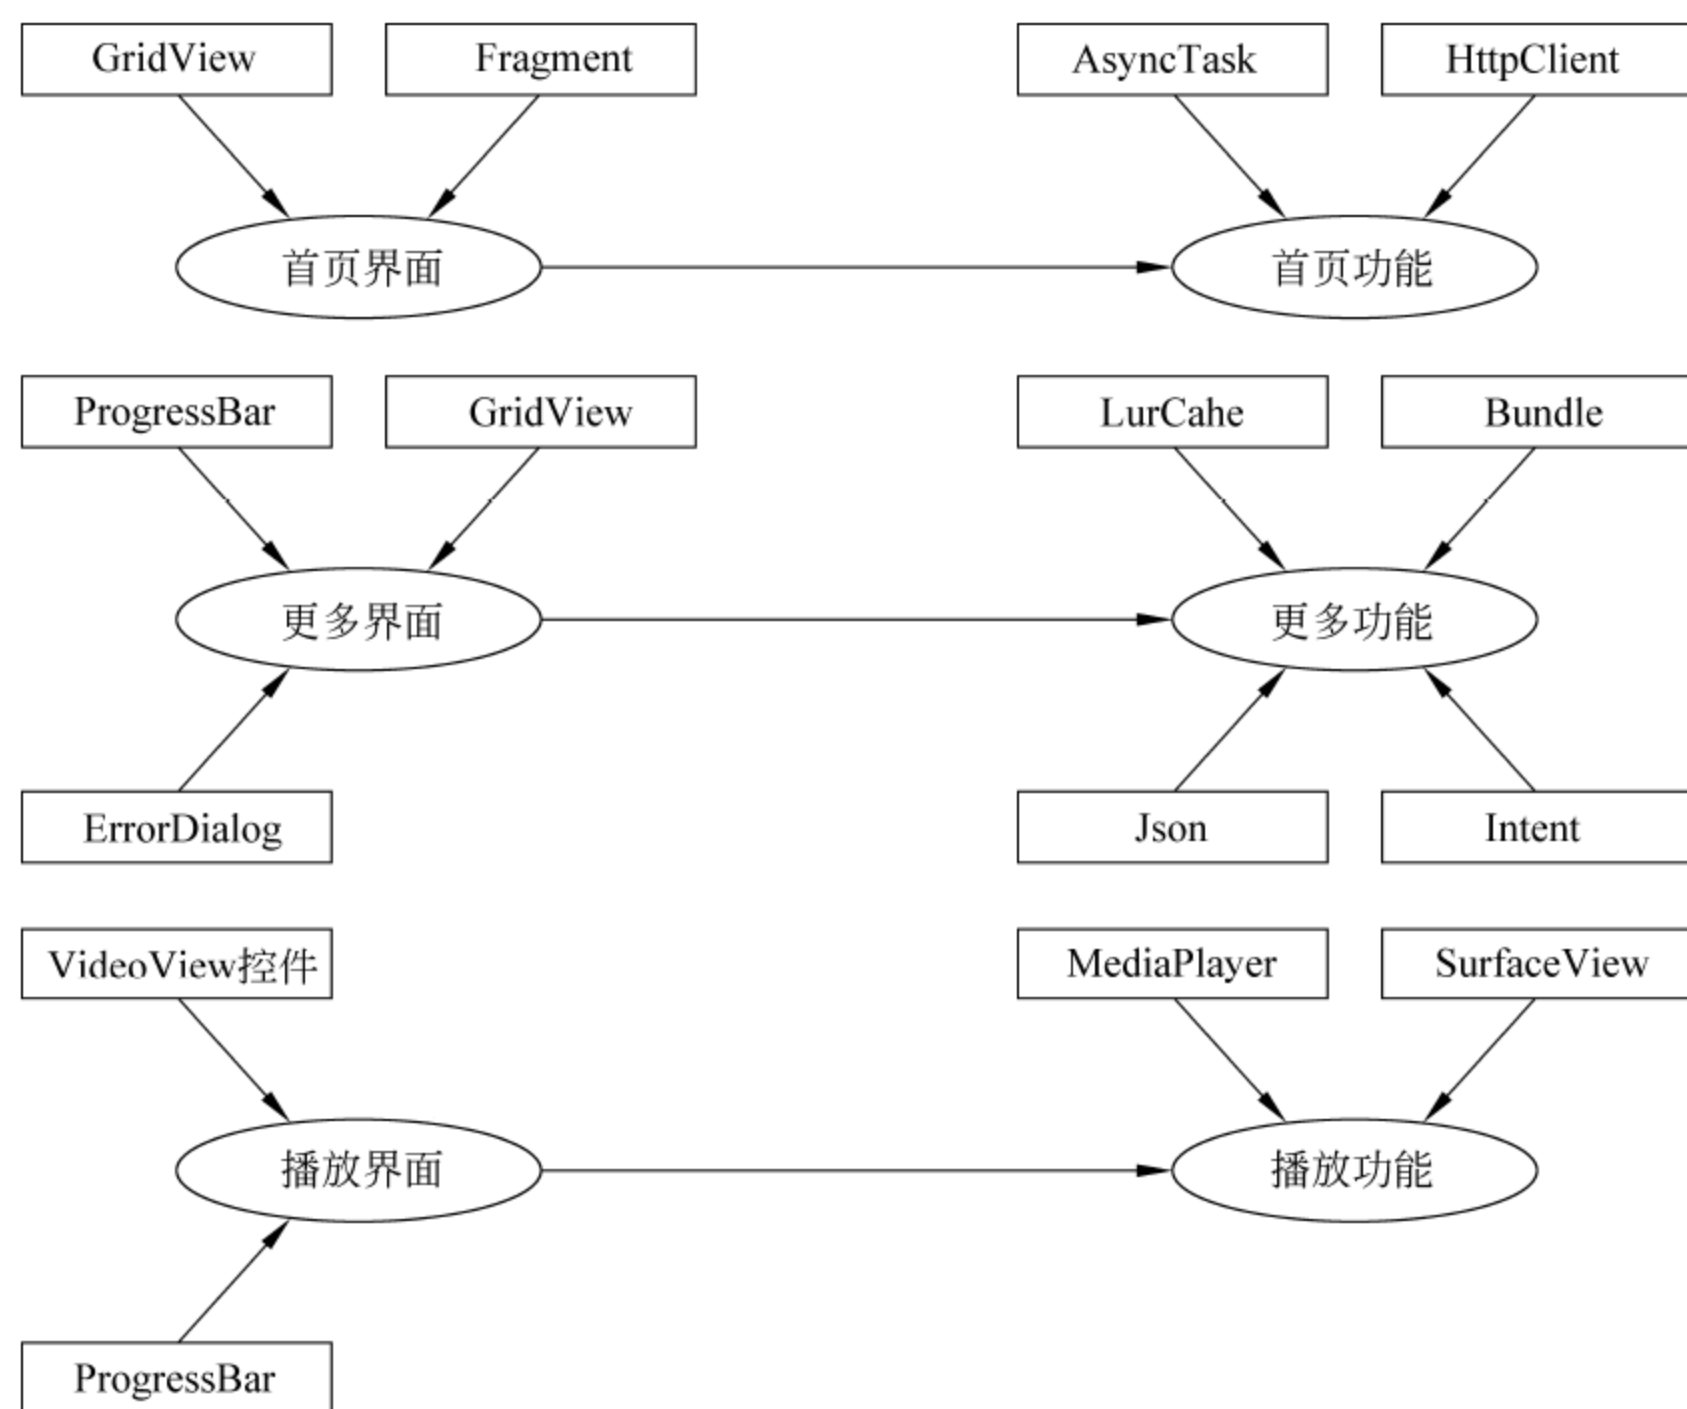 GridView
Fragment
AsyncTask
HttpClient
首页界面
首页功能
ProgressBar
GridView
LurCahe
Bundle
更多界面
更多功能
ErrorDialog
Json
Intent
VideoView控件
MediaPlayer
SurfaceView
播放界面
播放功能
ProgressBar